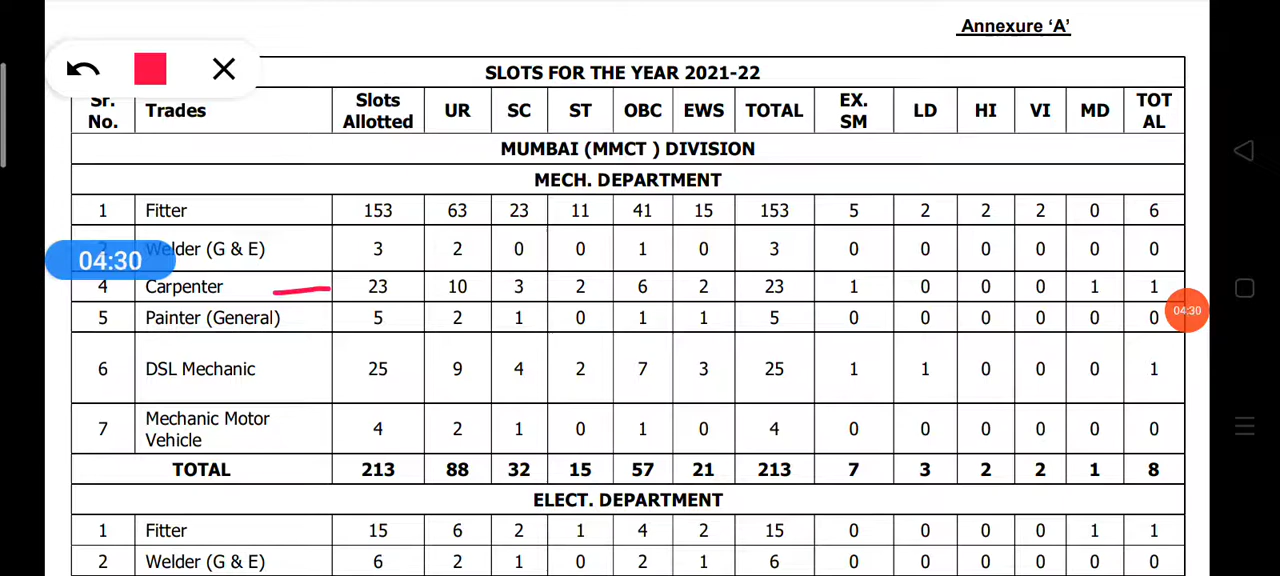 Annexure ‘A’
SLOTS FOR THE YEAR 2021-22
Sr. No. Trades Slots Allotted UR SC ST OBC EWS TOTAL EX. SM LD HI VI MD TOT AL
MUMBAI (MMCT ) DIVISION
MECH. DEPARTMENT
1 Fitter 153 63 23 11 41 15 153 5 2 2 2 0 6
Welder (G & E) 3 2 0 0 1 0 3 0 0 0 0 0 0
04:30
4 Carpenter 23 10 3 2 6 2 23 1 0 0 0 1 1
04:30
5 Painter (General) 5 2 1 0 1 1 5 0 0 0 0 0 0
6 DSL Mechanic 25 9 4 2 7 3 25 1 1 0 0 0 1
7 Mechanic Motor Vehicle 4 2 1 0 1 0 4 0 0 0 0 0 0
TOTAL 213 88 32 15 57 21 213 7 3 2 2 1 8
ELECT. DEPARTMENT
1 Fitter 15 6 2 1 4 2 15 0 0 0 0 1 1
2 Welder (G & E) 6 2 1 0 2 1 6 0 0 0 0 0 0